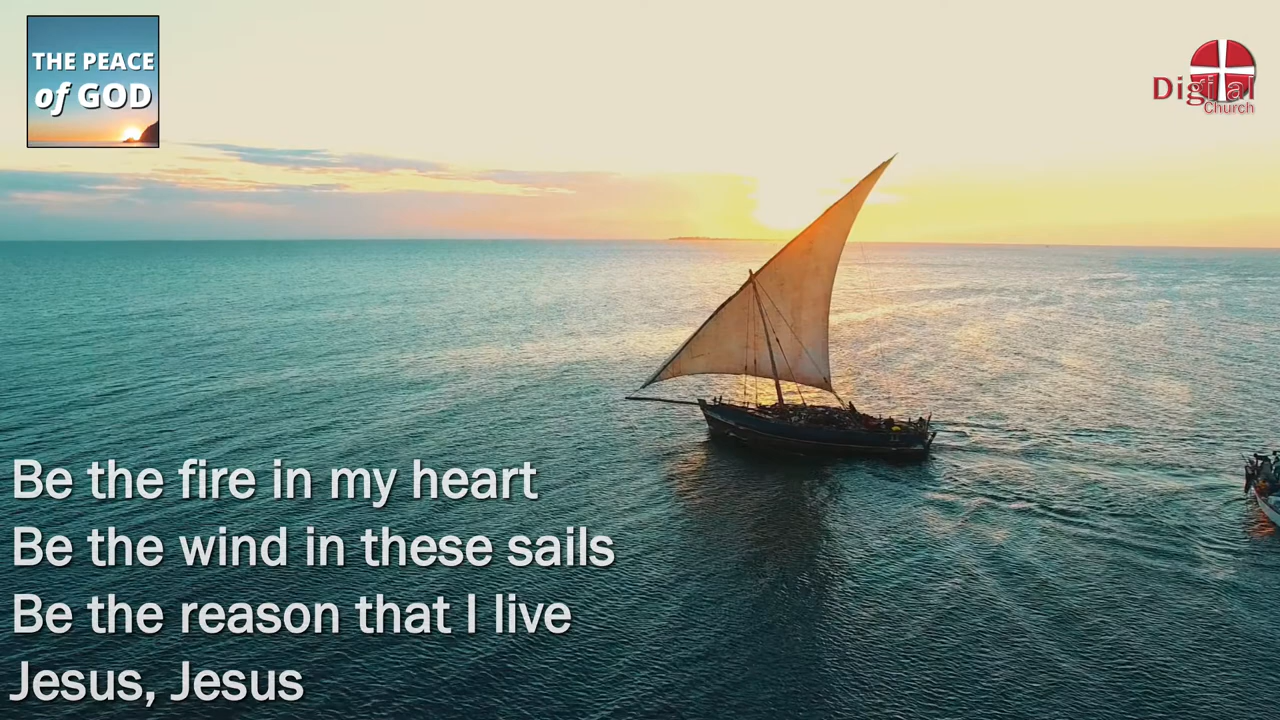 THE PEACE
of GOD
Digital
Church
Be the fire in my heart
Be the wind in these sails
Be the reason that I live
Jesus, Jesus